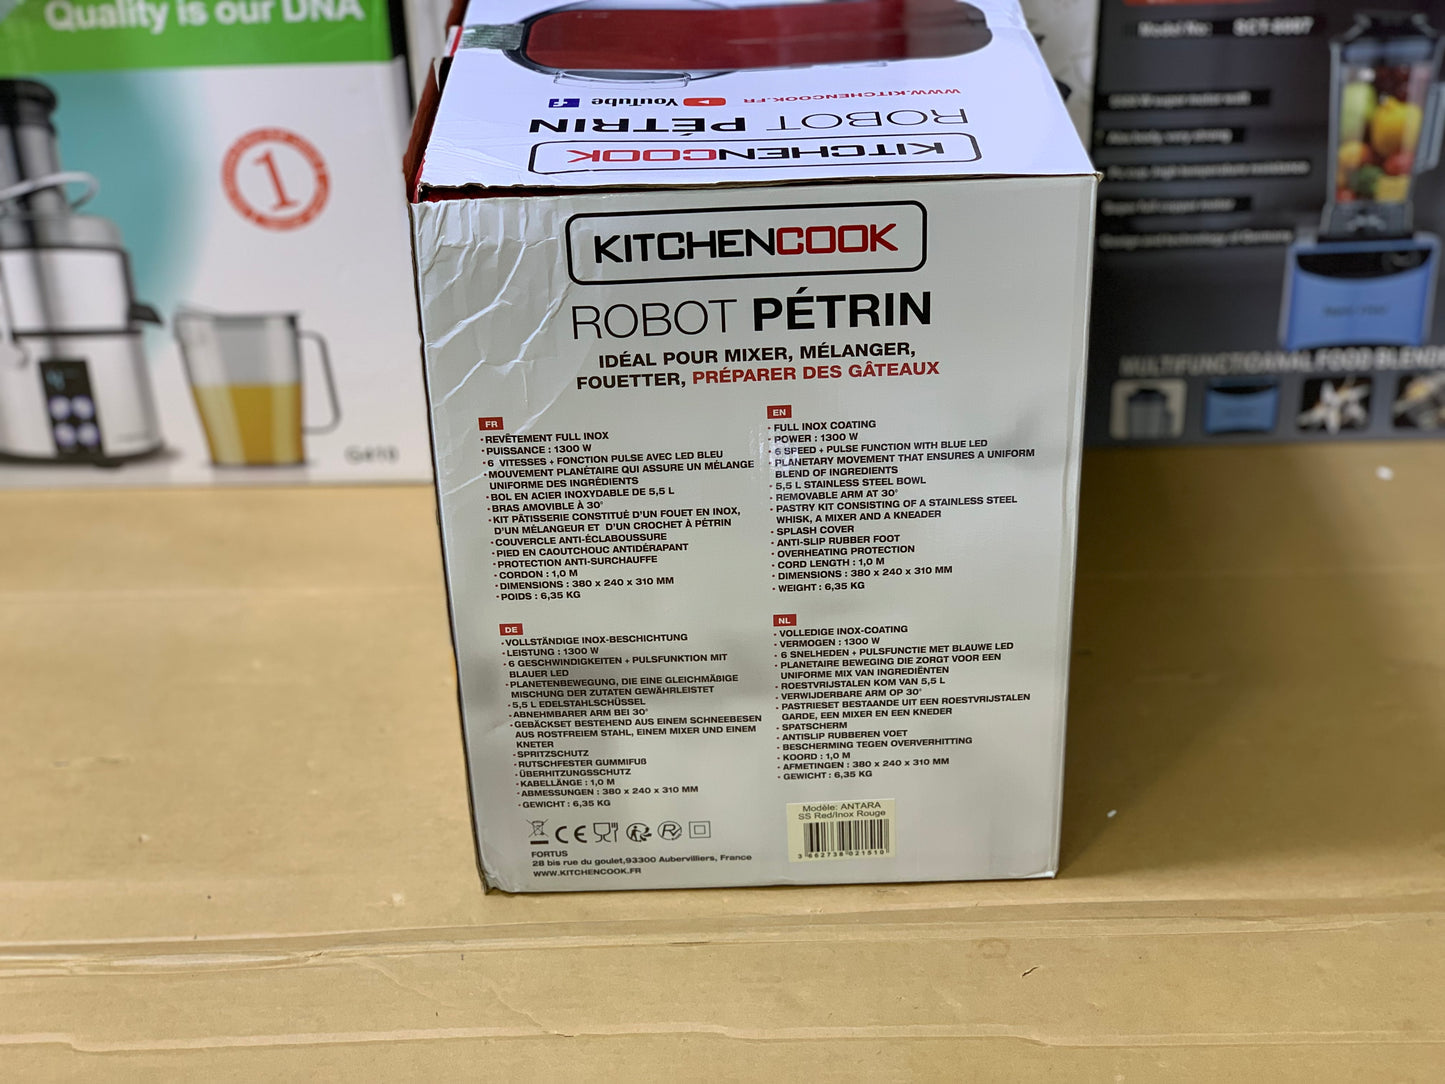 Quality is our DNA
1
G410
Model No:
SCT-6667
MULTIFUNCTIOANAL FOOD BLEND
WWW.KITCHENCOOK.FR
YouTube
ROBOT PÉTRIN
KITCHENCOOK
KITCHENCOOK
ROBOT PÉTRIN
IDÉAL POUR MIXER, MÉLANGER,
FOUETTER, PRÉPARER DES GÂTEAUX
FR
• REVÊTEMENT FULL INOX
• PUISSANCE : 1300 W
• 6 VITESSES + FONCTION PULSE AVEC LED BLEU
• MOUVEMENT PLANÉTAIRE QUI ASSURE UN MÉLANGE
UNIFORME DES INGRÉDIENTS
• BOL EN ACIER INOXYDABLE DE 5,5 L
• BRAS AMOVIBLE À 30°
• KIT PÂTISSERIE CONSTITUÉ D'UN FOUET EN INOX,
D'UN MÉLANGEUR ET D'UN CROCHET À PÉTRIN
• COUVERCLE ANTI-ÉCLABOUSSURE
• PIED EN CAOUTCHOUC ANTIDÉRAPANT
• PROTECTION ANTI-SURCHAUFFE
• CORDON : 1,0 M
• DIMENSIONS : 380 x 240 x 310 MM
• POIDS : 6,35 KG
EN
• FULL INOX COATING
• POWER : 1300 W
• 6 SPEED + PULSE FUNCTION WITH BLUE LED
• PLANETARY MOVEMENT THAT ENSURES A UNIFORM
BLEND OF INGREDIENTS
• 5,5 L STAINLESS STEEL BOWL
• REMOVABLE ARM AT 30°
• PASTRY KIT CONSISTING OF A STAINLESS STEEL
WHISK, A MIXER AND A KNEADER
• SPLASH COVER
• ANTI-SLIP RUBBER FOOT
• OVERHEATING PROTECTION
• CORD LENGTH : 1,0 M
• DIMENSIONS : 380 x 240 x 310 MM
• WEIGHT : 6,35 KG
DE
• VOLLSTÄNDIGE INOX-BESCHICHTUNG
• LEISTUNG : 1300 W
• 6 GESCHWINDIGKEITEN + PULSFUNKTION MIT
BLAUER LED
• PLANETENBEWEGUNG, DIE EINE GLEICHMÄßIGE
MISCHUNG DER ZUTATEN GEWÄHRLEISTET
• 5,5 L EDELSTAHLSCHÜSSEL
• ABNEHMBARER ARM BEI 30°
• GEBÄCKSET BESTEHEND AUS EINEM SCHNEEBESEN
AUS ROSTFREIEM STAHL, EINEM MIXER UND EINEM
KNETER
• SPRITZSCHUTZ
• RUTSCHFESTER GUMMIFUß
• ÜBERHITZUNGSSCHUTZ
• KABELLÄNGE : 1,0 M
• ABMESSUNGEN : 380 x 240 x 310 MM
• GEWICHT : 6,35 KG
NL
• VOLLEDIGE INOX-COATING
• VERMOGEN : 1300 W
• 6 SNELHEDEN + PULSFUNCTIE MET BLAUWE LED
• PLANETAIRE BEWEGING DIE ZORGT VOOR EEN
UNIFORME MIX VAN INGREDIËNTEN
• ROESTVRIJSTALEN KOM VAN 5,5 L
• VERWIJDERBARE ARM OP 30°
• PASTRIESET BESTAANDE UIT EEN ROESTVRIJSTALEN
GARDE, EEN MIXER EN EEN KNEDER
• SPATSCHERM
• ANTISLIP RUBBEREN VOET
• BESCHERMING TEGEN OVERVERHITTING
• KOORD : 1,0 M
• AFMETINGEN : 380 x 240 x 310 MM
• GEWICHT : 6,35 KG
CE
FORTUS
28 bis rue du goulet,93300 Aubervilliers, France
WWW.KITCHENCOOK.FR
Modèle: ANTARA
SS Red/Inox Rouge
3 662738 021510